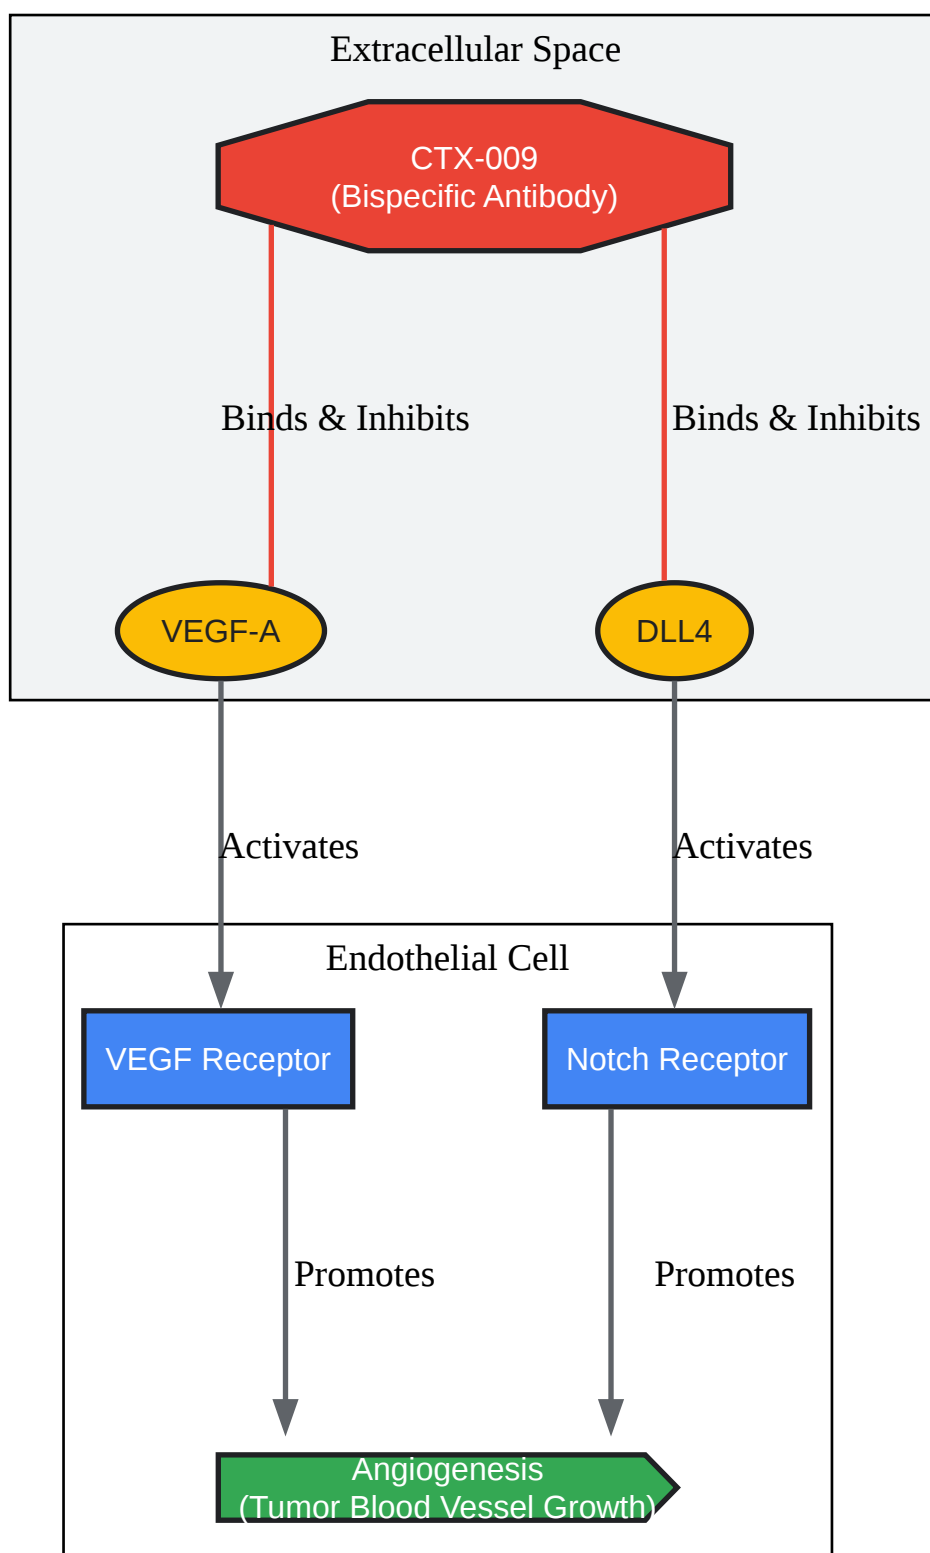 Extracellular Space
CTX-009
(Bispecific Antibody)
Binds & Inhibits
Binds & Inhibits
VEGF-A
DLL4
Activates
Activates
Endothelial Cell
VEGF Receptor
Notch Receptor
Promotes
Promotes
Angiogenesis
(Tumor Blood Vessel Growth)